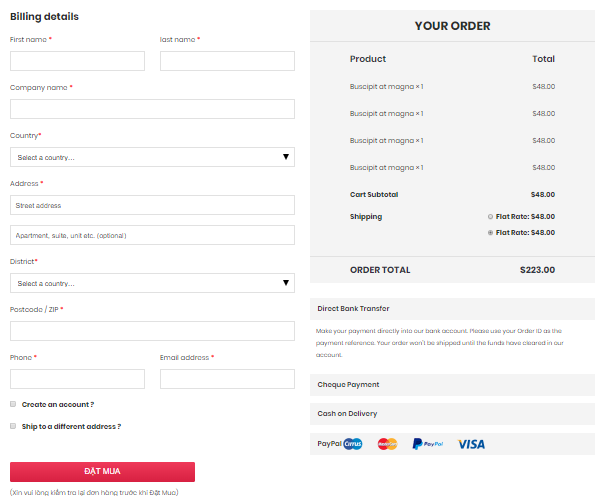 Billing details
First name *
last name *
Company name *
Country*
Select a country...
Address *
Street address
Apartment, suite, unit etc. (optional)
District*
Select a country...
Postcode / ZIP *
Phone *
Email address *
Create an account ?
Ship to a different address ?
ĐẶT MUA
(Xin vui lòng kiểm tra lại đơn hàng trước khi Đặt Mua)
YOUR ORDER
Product Total
Buscipit at magna × 1 $48.00
Buscipit at magna × 1 $48.00
Buscipit at magna × 1 $48.00
Buscipit at magna × 1 $48.00
Cart Subtotal $48.00
Shipping Flat Rate: $48.00
Flat Rate: $48.00
ORDER TOTAL $223.00
Direct Bank Transfer
Make your payment directly into our bank account. Please use your Order ID as the
payment reference. Your order won't be shipped until the funds have cleared in our
account.
Cheque Payment
Cash on Delivery
PayPal Cirrus MasterCard PayPal VISA